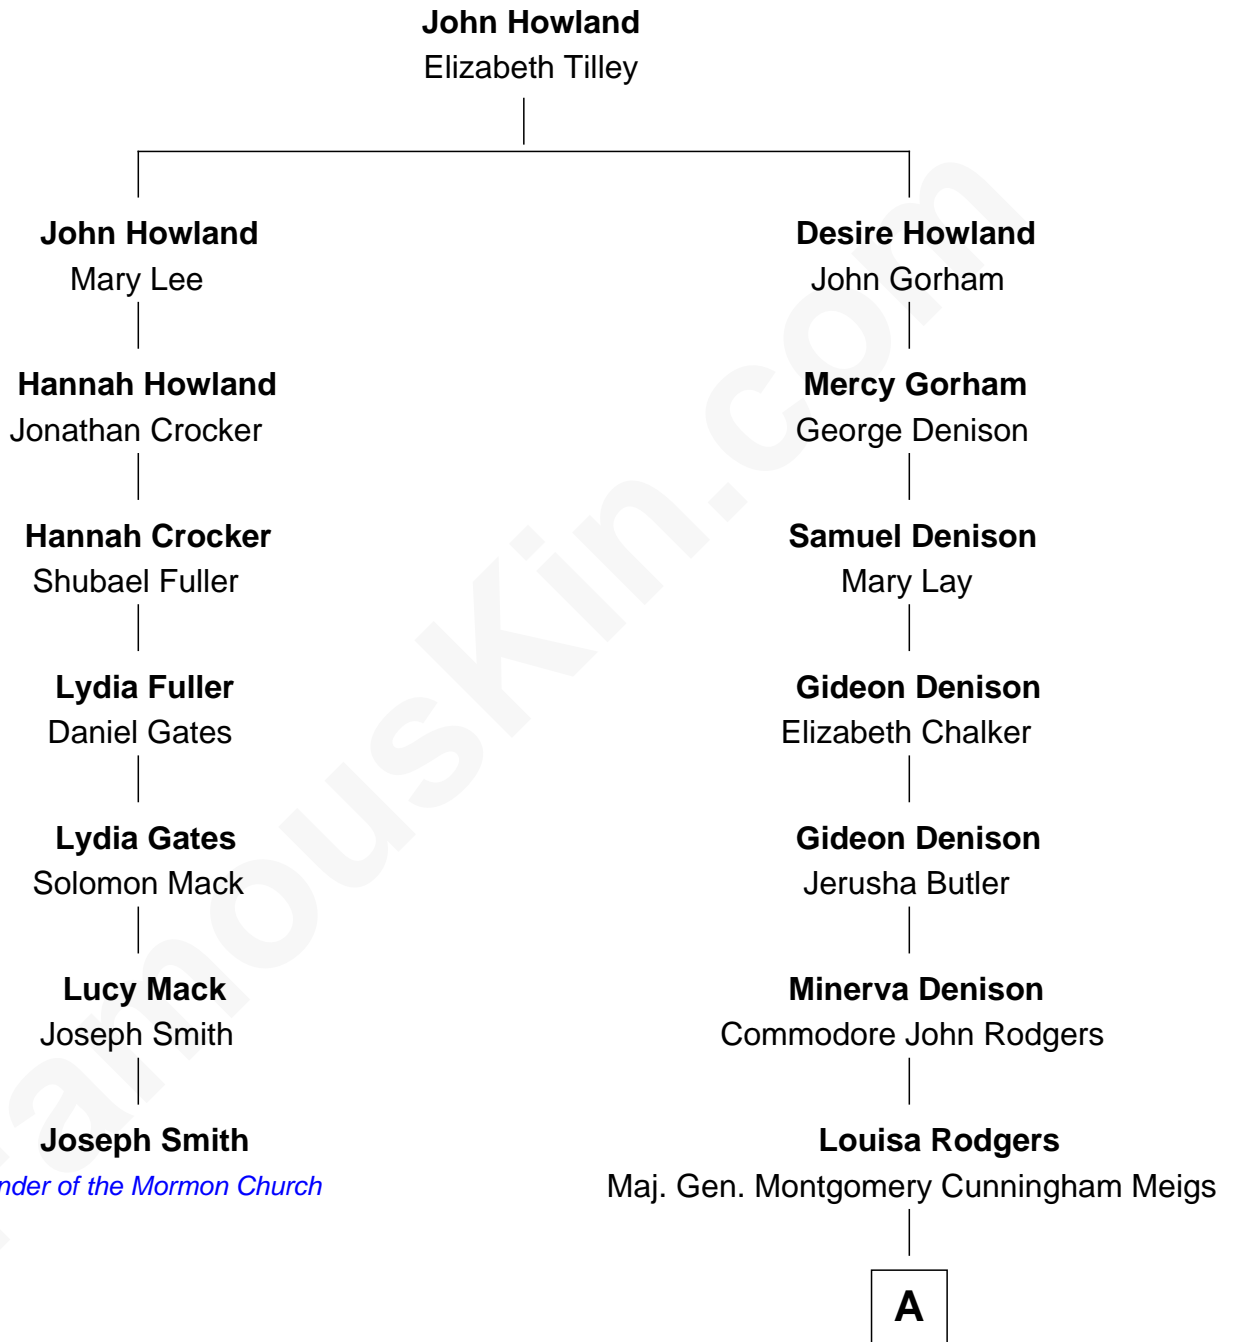 John Howland
Elizabeth Tilley
John Howland
Mary Lee
Desire Howland
John Gorham
Hannah Howland
Jonathan Crocker
Mercy Gorham
George Denison
Hannah Crocker
Shubael Fuller
Samuel Denison
Mary Lay
Lydia Fuller
Daniel Gates
Gideon Denison
Elizabeth Chalker
Lydia Gates
Solomon Mack
Gideon Denison
Jerusha Butler
Lucy Mack
Joseph Smith
Minerva Denison
Commodore John Rodgers
Joseph Smith
nder of the Mormon Church
Louisa Rodgers
Maj. Gen. Montgomery Cunningham Meigs
A
FamousKin.com